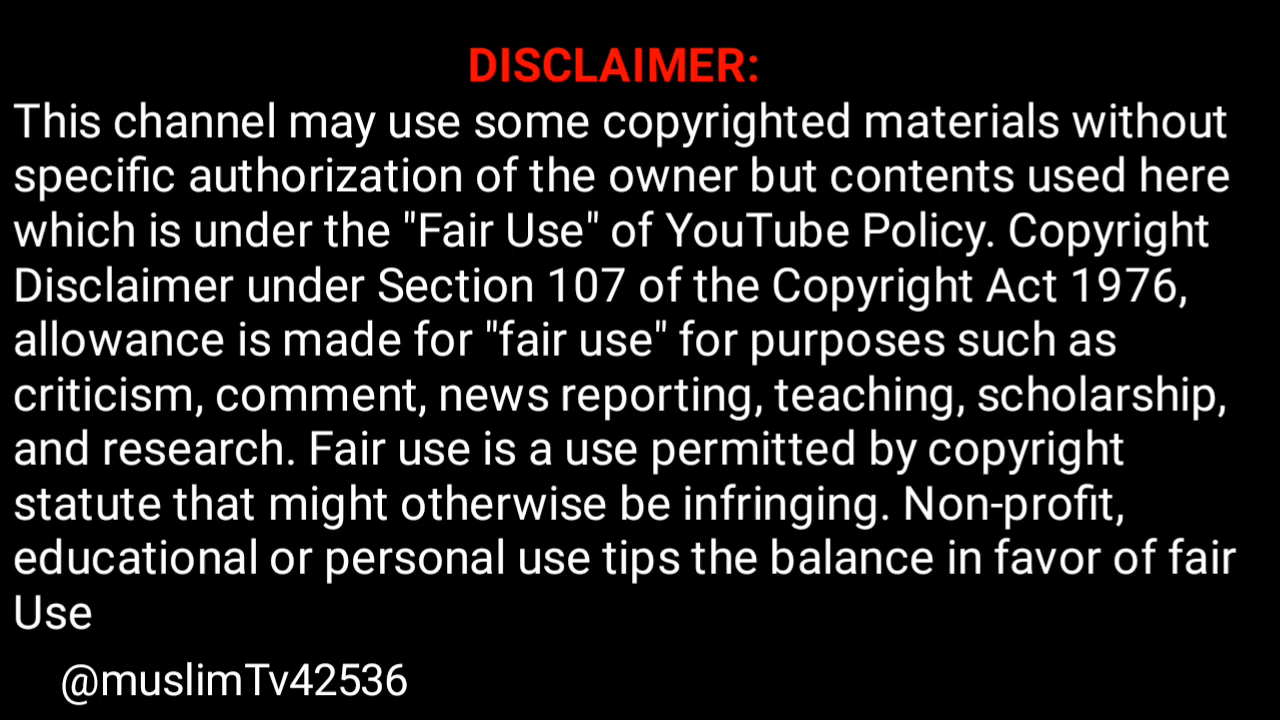 DISCLAIMER:
This channel may use some copyrighted materials without
specific authorization of the owner but contents used here
which is under the "Fair Use" of YouTube Policy. Copyright
Disclaimer under Section 107 of the Copyright Act 1976,
allowance is made for "fair use" for purposes such as
criticism, comment, news reporting, teaching, scholarship,
and research. Fair use is a use permitted by copyright
statute that might otherwise be infringing. Non-profit,
educational or personal use tips the balance in favor of fair
Use
@muslimTv42536